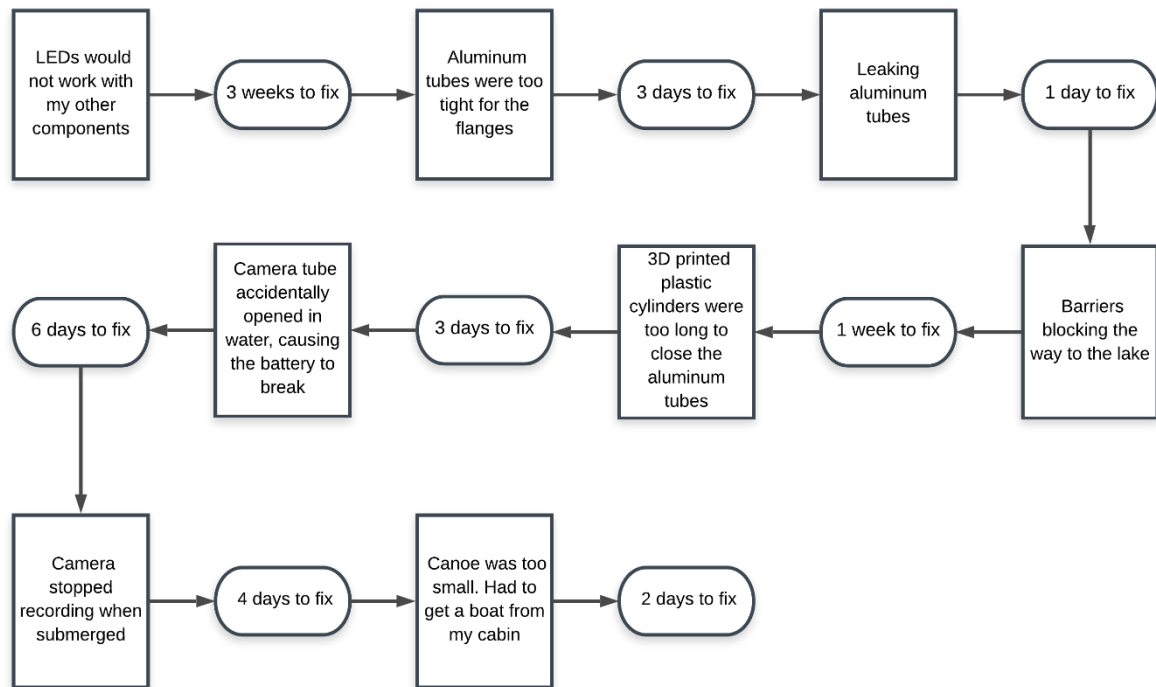 LEDs would
not work with
my other
components
3 weeks to fix
Aluminum
tubes were too
tight for the
flanges
3 days to fix
Leaking
aluminum
tubes
1 day to fix
Barriers
blocking the
way to the lake
1 week to fix
3D printed
plastic
cylinders were
too long to
close the
aluminum
tubes
3 days to fix
Camera tube
accidentally
opened in
water, causing
the battery to
break
6 days to fix
Camera
stopped
recording when
submerged
4 days to fix
Canoe was too
small. Had to
get a boat from
my cabin
2 days to fix